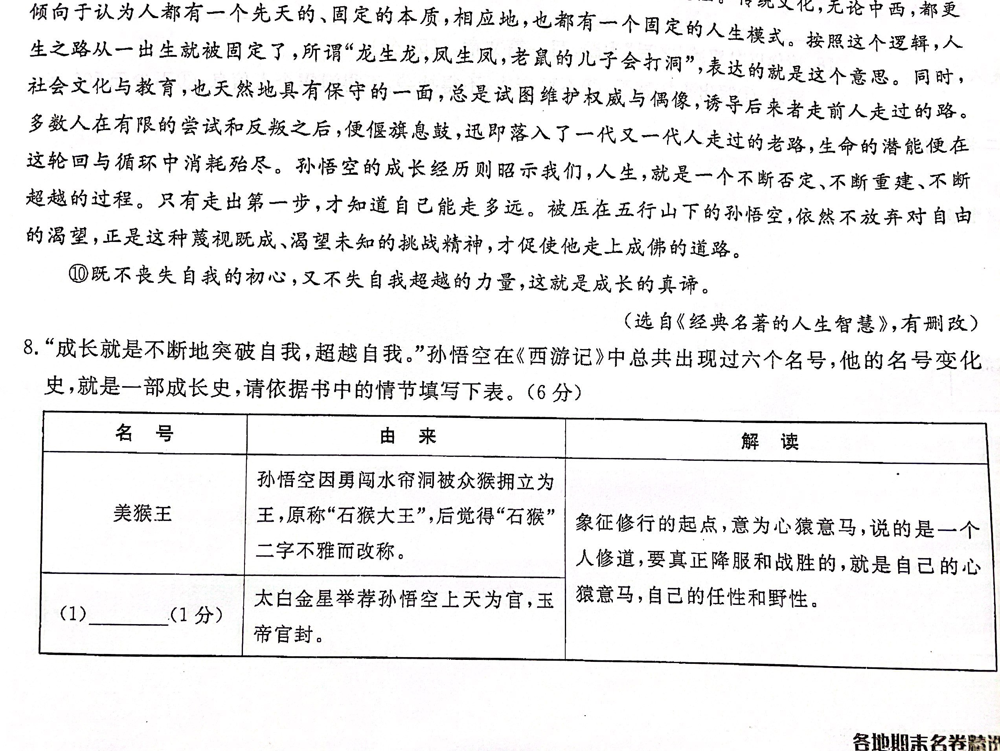 传统文化，无论中西，都更
倾向于认为人都有一个先天的、固定的本质，相应地，也都有一个固定的人生模式。按照这个逻辑，人
生之路从一出生就被固定了，所谓“龙生龙，凤生凤，老鼠的儿子会打洞”，表达的就是这个意思。同时，
社会文化与教育，也天然地具有保守的一面，总是试图维护权威与偶像，诱导后来者走前人走过的路。
多数人在有限的尝试和反叛之后，便偃旗息鼓，迅即落入了一代又一代人走过的老路，生命的潜能便在
这轮回与循环中消耗殆尽。孙悟空的成长经历则昭示我们，人生，就是一个不断否定、不断重建、不断
超越的过程。只有走出第一步，才知道自己能走多远。被压在五行山下的孙悟空，依然不放弃对自由
的渴望，正是这种蔑视既成、渴望未知的挑战精神，才促使他走上成佛的道路。
⑩既不丧失自我的初心，又不失自我超越的力量，这就是成长的真谛。
（选自《经典名著的人生智慧》，有删改）
8.“成长就是不断地突破自我，超越自我。”孙悟空在《西游记》中总共出现过六个名号，他的名号变化
史，就是一部成长史，请依据书中的情节填写下表。（6分）
名 号
由 来
解 读
美猴王
孙悟空因勇闯水帘洞被众猴拥立为
王，原称“石猴大王”，后觉得“石猴”
二字不雅而改称。
象征修行的起点，意为心猿意马，说的是一个
人修道，要真正降服和战胜的，就是自己的心
猿意马，自己的任性和野性。
（1）________（1分）
太白金星举荐孙悟空上天为官，玉
帝官封。
各地期末名卷精选